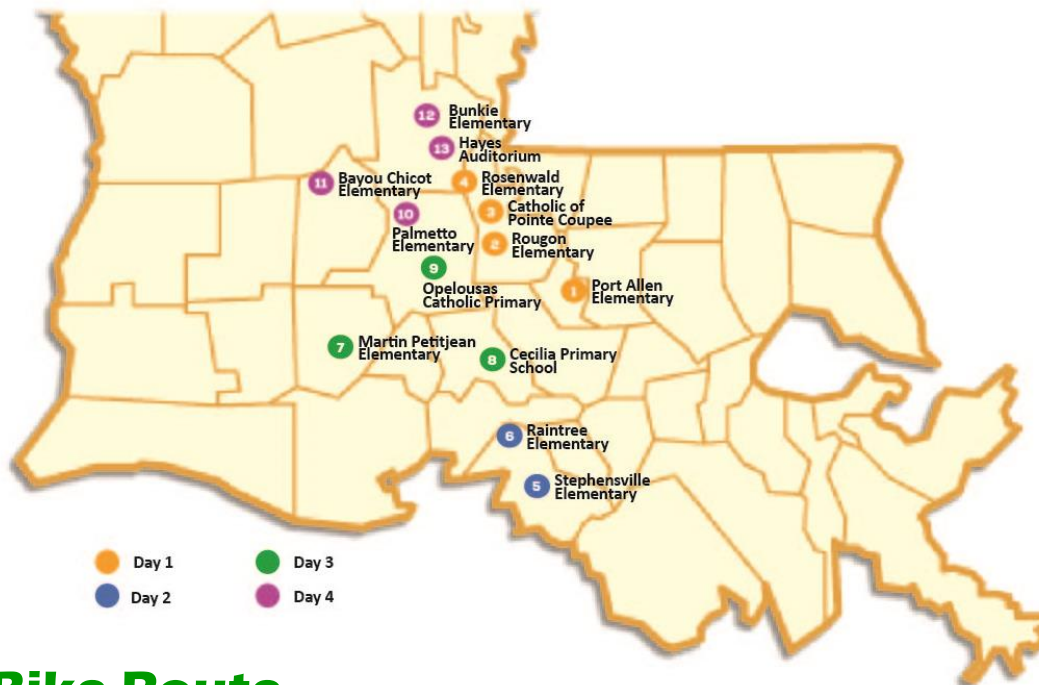 12 Bunkie
Elementary
13 Hayes
Auditorium
11 Bayou Chicot
Elementary
4 Rosenwald
Elementary
10
Palmetto
Elementary
3 Catholic of
Pointe Coupee
2 Rougon
Elementary
9
Opelousas
Catholic Primary
1 Port Allen
Elementary
7 Martin Petitjean
Elementary
8 Cecilia Primary
School
6 Raintree
Elementary
5 Stephensville
Elementary
Day 1
Day 3
Day 2
Day 4
Bike Route